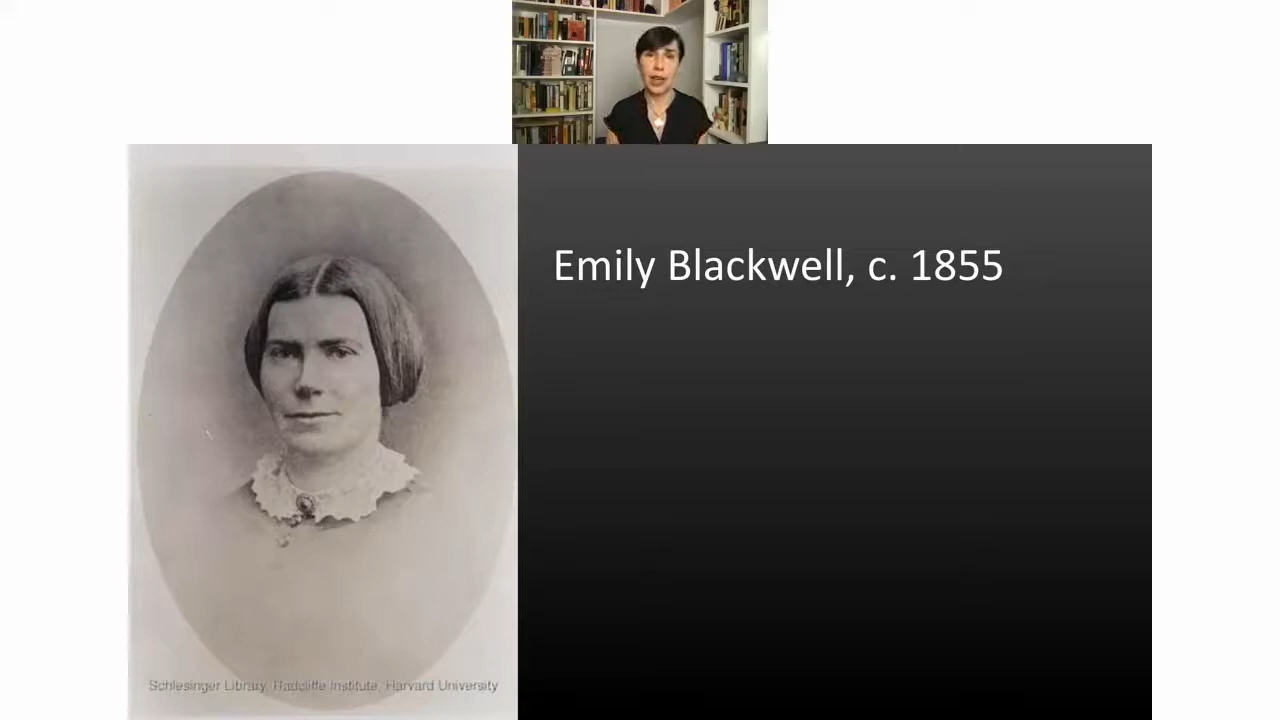 Emily Blackwell, c. 1855
Schlesinger Library, Radcliffe Institute, Harvard University